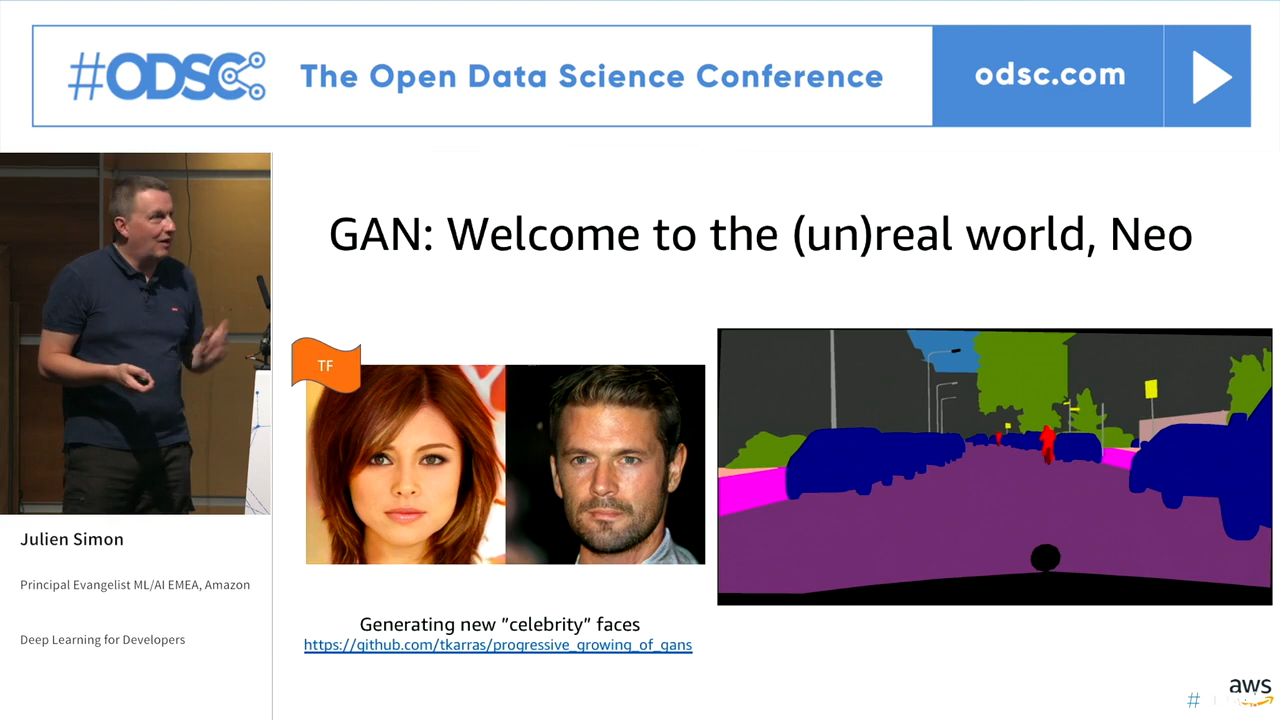 #ODSC
The Open Data Science Conference
odsc.com
GAN: Welcome to the (un)real world, Neo
TF
Julien Simon
Principal Evangelist ML/AI EMEA, Amazon
Deep Learning for Developers
Generating new ”celebrity” faces
https://github.com/tkarras/progressive_growing_of_gans
aws
#